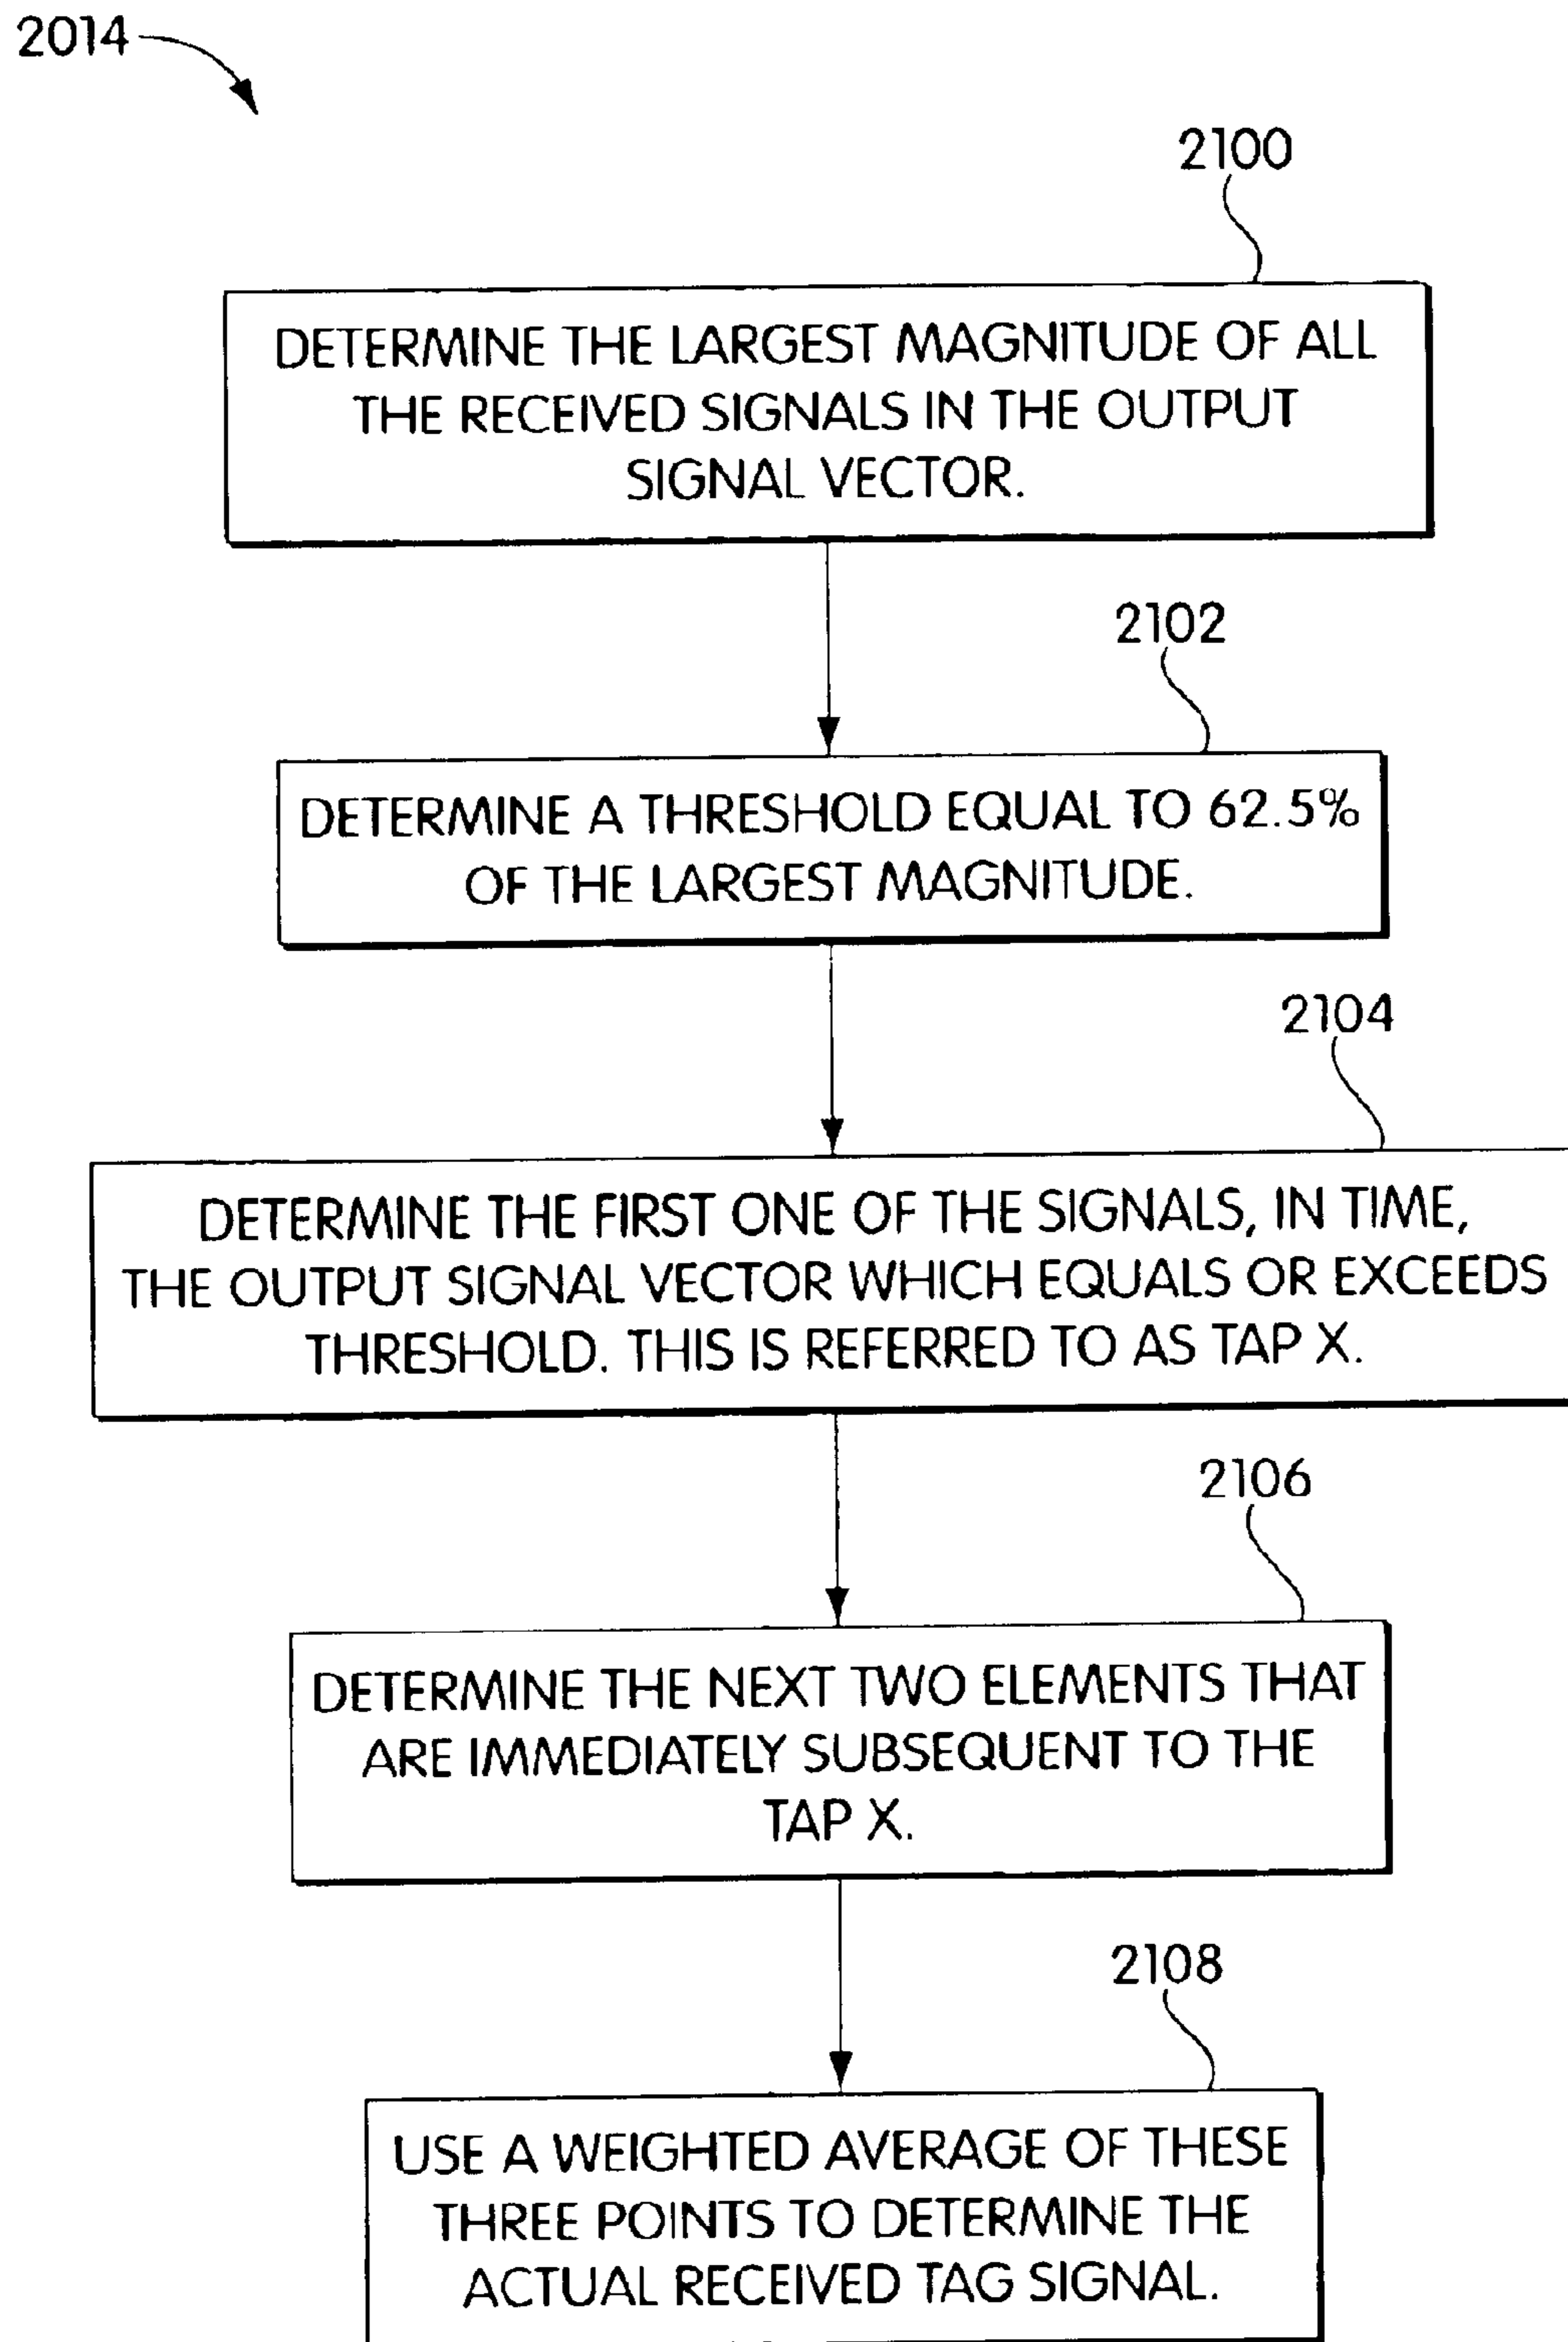 2014
2100
DETERMINE THE LARGEST MAGNITUDE OF ALL
THE RECEIVED SIGNALS IN THE OUTPUT
SIGNAL VECTOR.
2102
DETERMINE A THRESHOLD EQUAL TO 62.5%
OF THE LARGEST MAGNITUDE.
2104
DETERMINE THE FIRST ONE OF THE SIGNALS, IN TIME,
THE OUTPUT SIGNAL VECTOR WHICH EQUALS OR EXCEEDS
THRESHOLD. THIS IS REFERRED TO AS TAP X.
2106
DETERMINE THE NEXT TWO ELEMENTS THAT
ARE IMMEDIATELY SUBSEQUENT TO THE
TAP X.
2108
USE A WEIGHTED AVERAGE OF THESE
THREE POINTS TO DETERMINE THE
ACTUAL RECEIVED TAG SIGNAL.